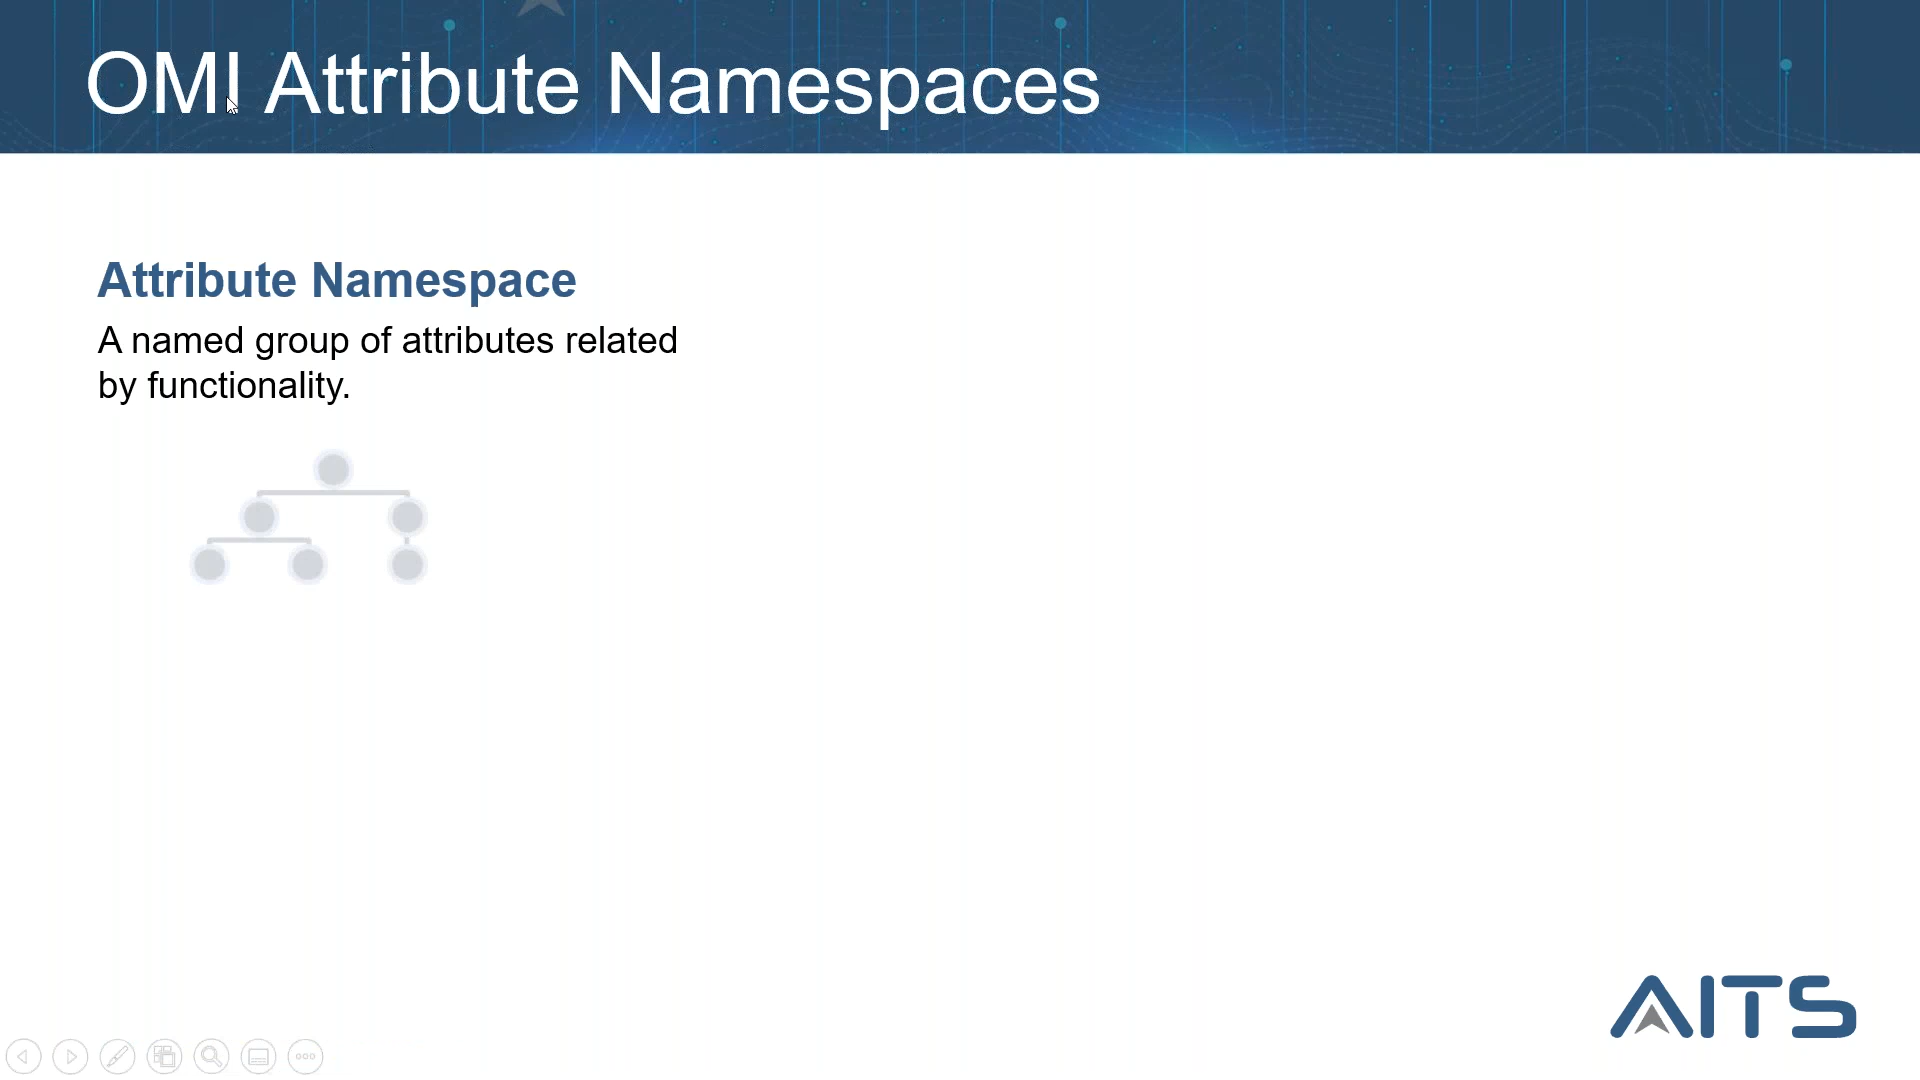 OMI Attribute Namespaces
Attribute Namespace
A named group of attributes related
by functionality.
AITS